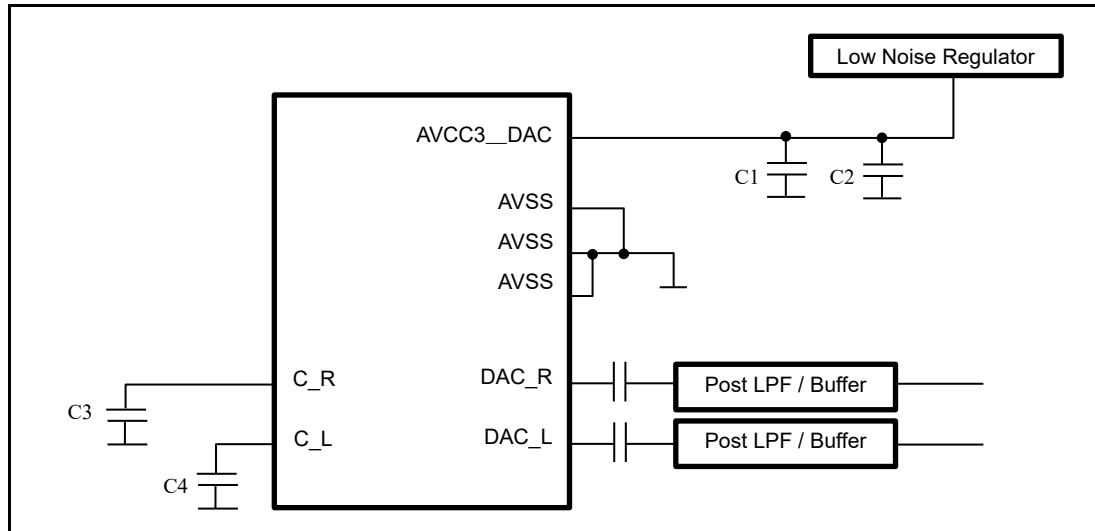 Low Noise Regulator
AVCC3__DAC
C1
C2
AVSS
AVSS
AVSS
C_R
DAC_R
Post LPF / Buffer
C3
C_L
DAC_L
Post LPF / Buffer
C4